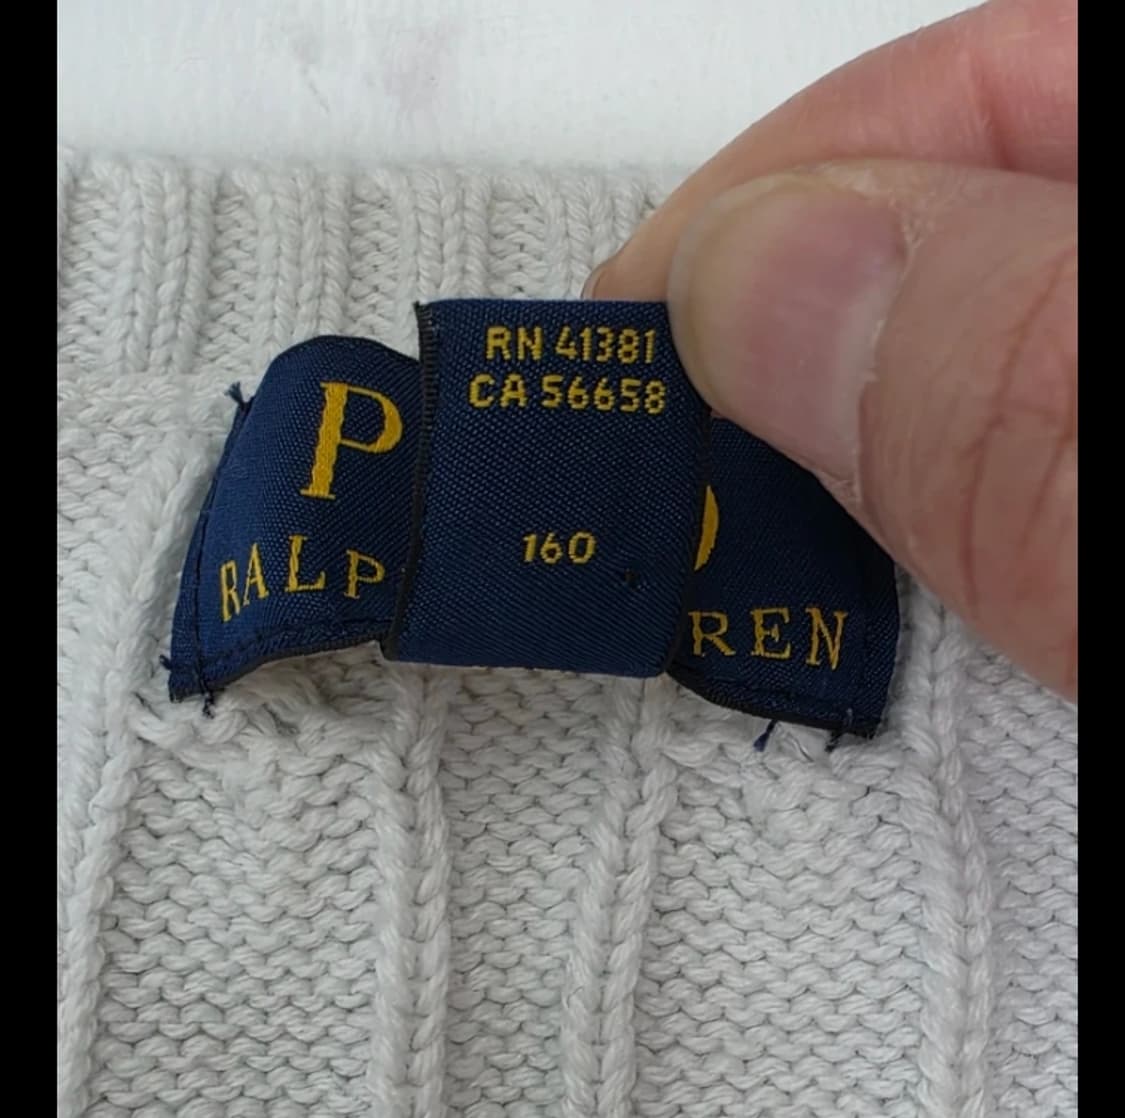 RN 41381
CA 56658
160
P O
RALP REN